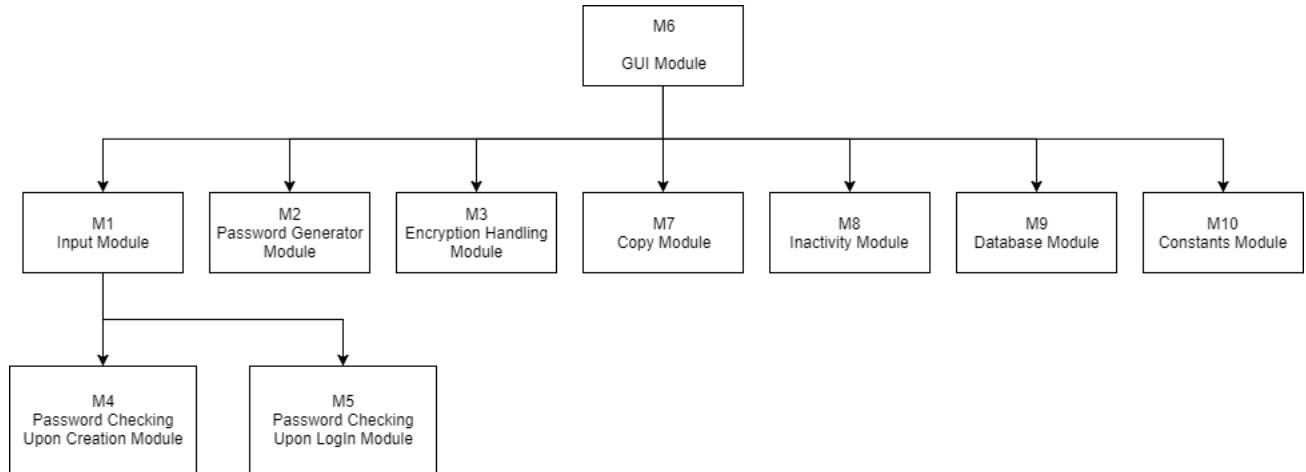 M6
GUI Module
M1
Input Module
M2
Password Generator
Module
M3
Encryption Handling
Module
M7
Copy Module
M8
Inactivity Module
M9
Database Module
M10
Constants Module
M4
Password Checking
Upon Creation Module
M5
Password Checking
Upon LogIn Module